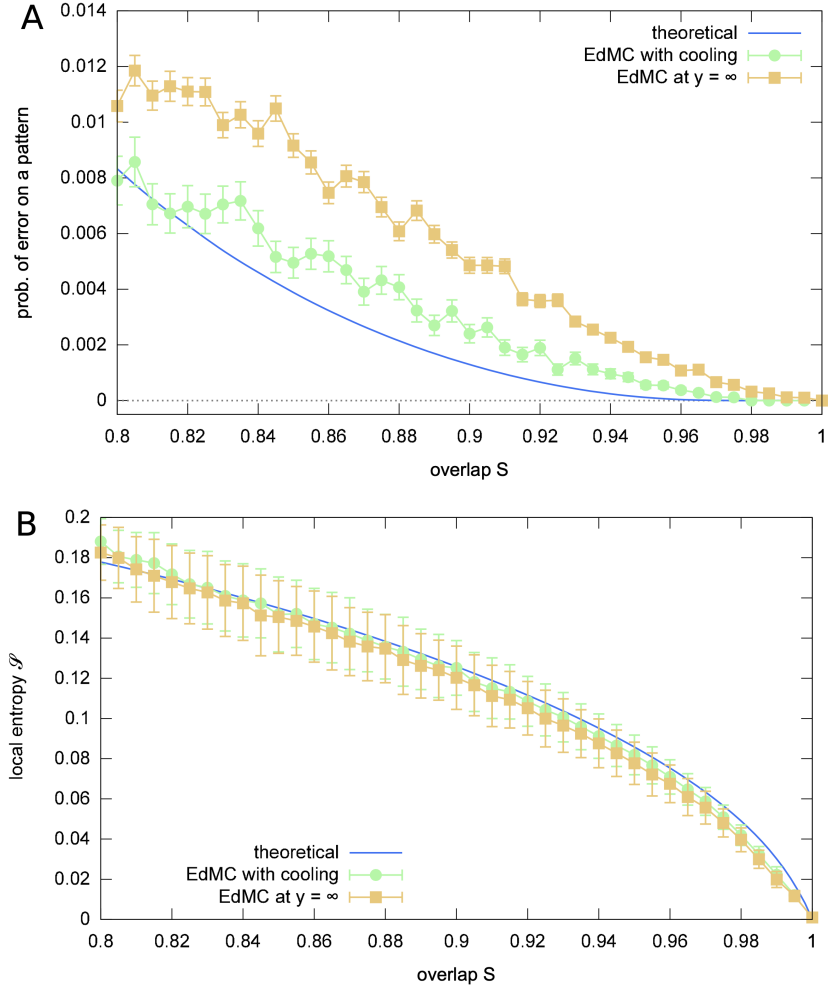 A
0.014
0.012
0.01
0.008
0.006
0.004
0.002
0
prob. of error on a pattern
theoretical
EdMC with cooling
EdMC at y = ∞
0.8 0.82 0.84 0.86 0.88 0.9 0.92 0.94 0.96 0.98 1
overlap S
B
0.2
0.18
0.16
0.14
0.12
0.1
0.08
0.06
0.04
0.02
0
local entropy 𝒮
theoretical
EdMC with cooling
EdMC at y = ∞
0.8 0.82 0.84 0.86 0.88 0.9 0.92 0.94 0.96 0.98 1
overlap S